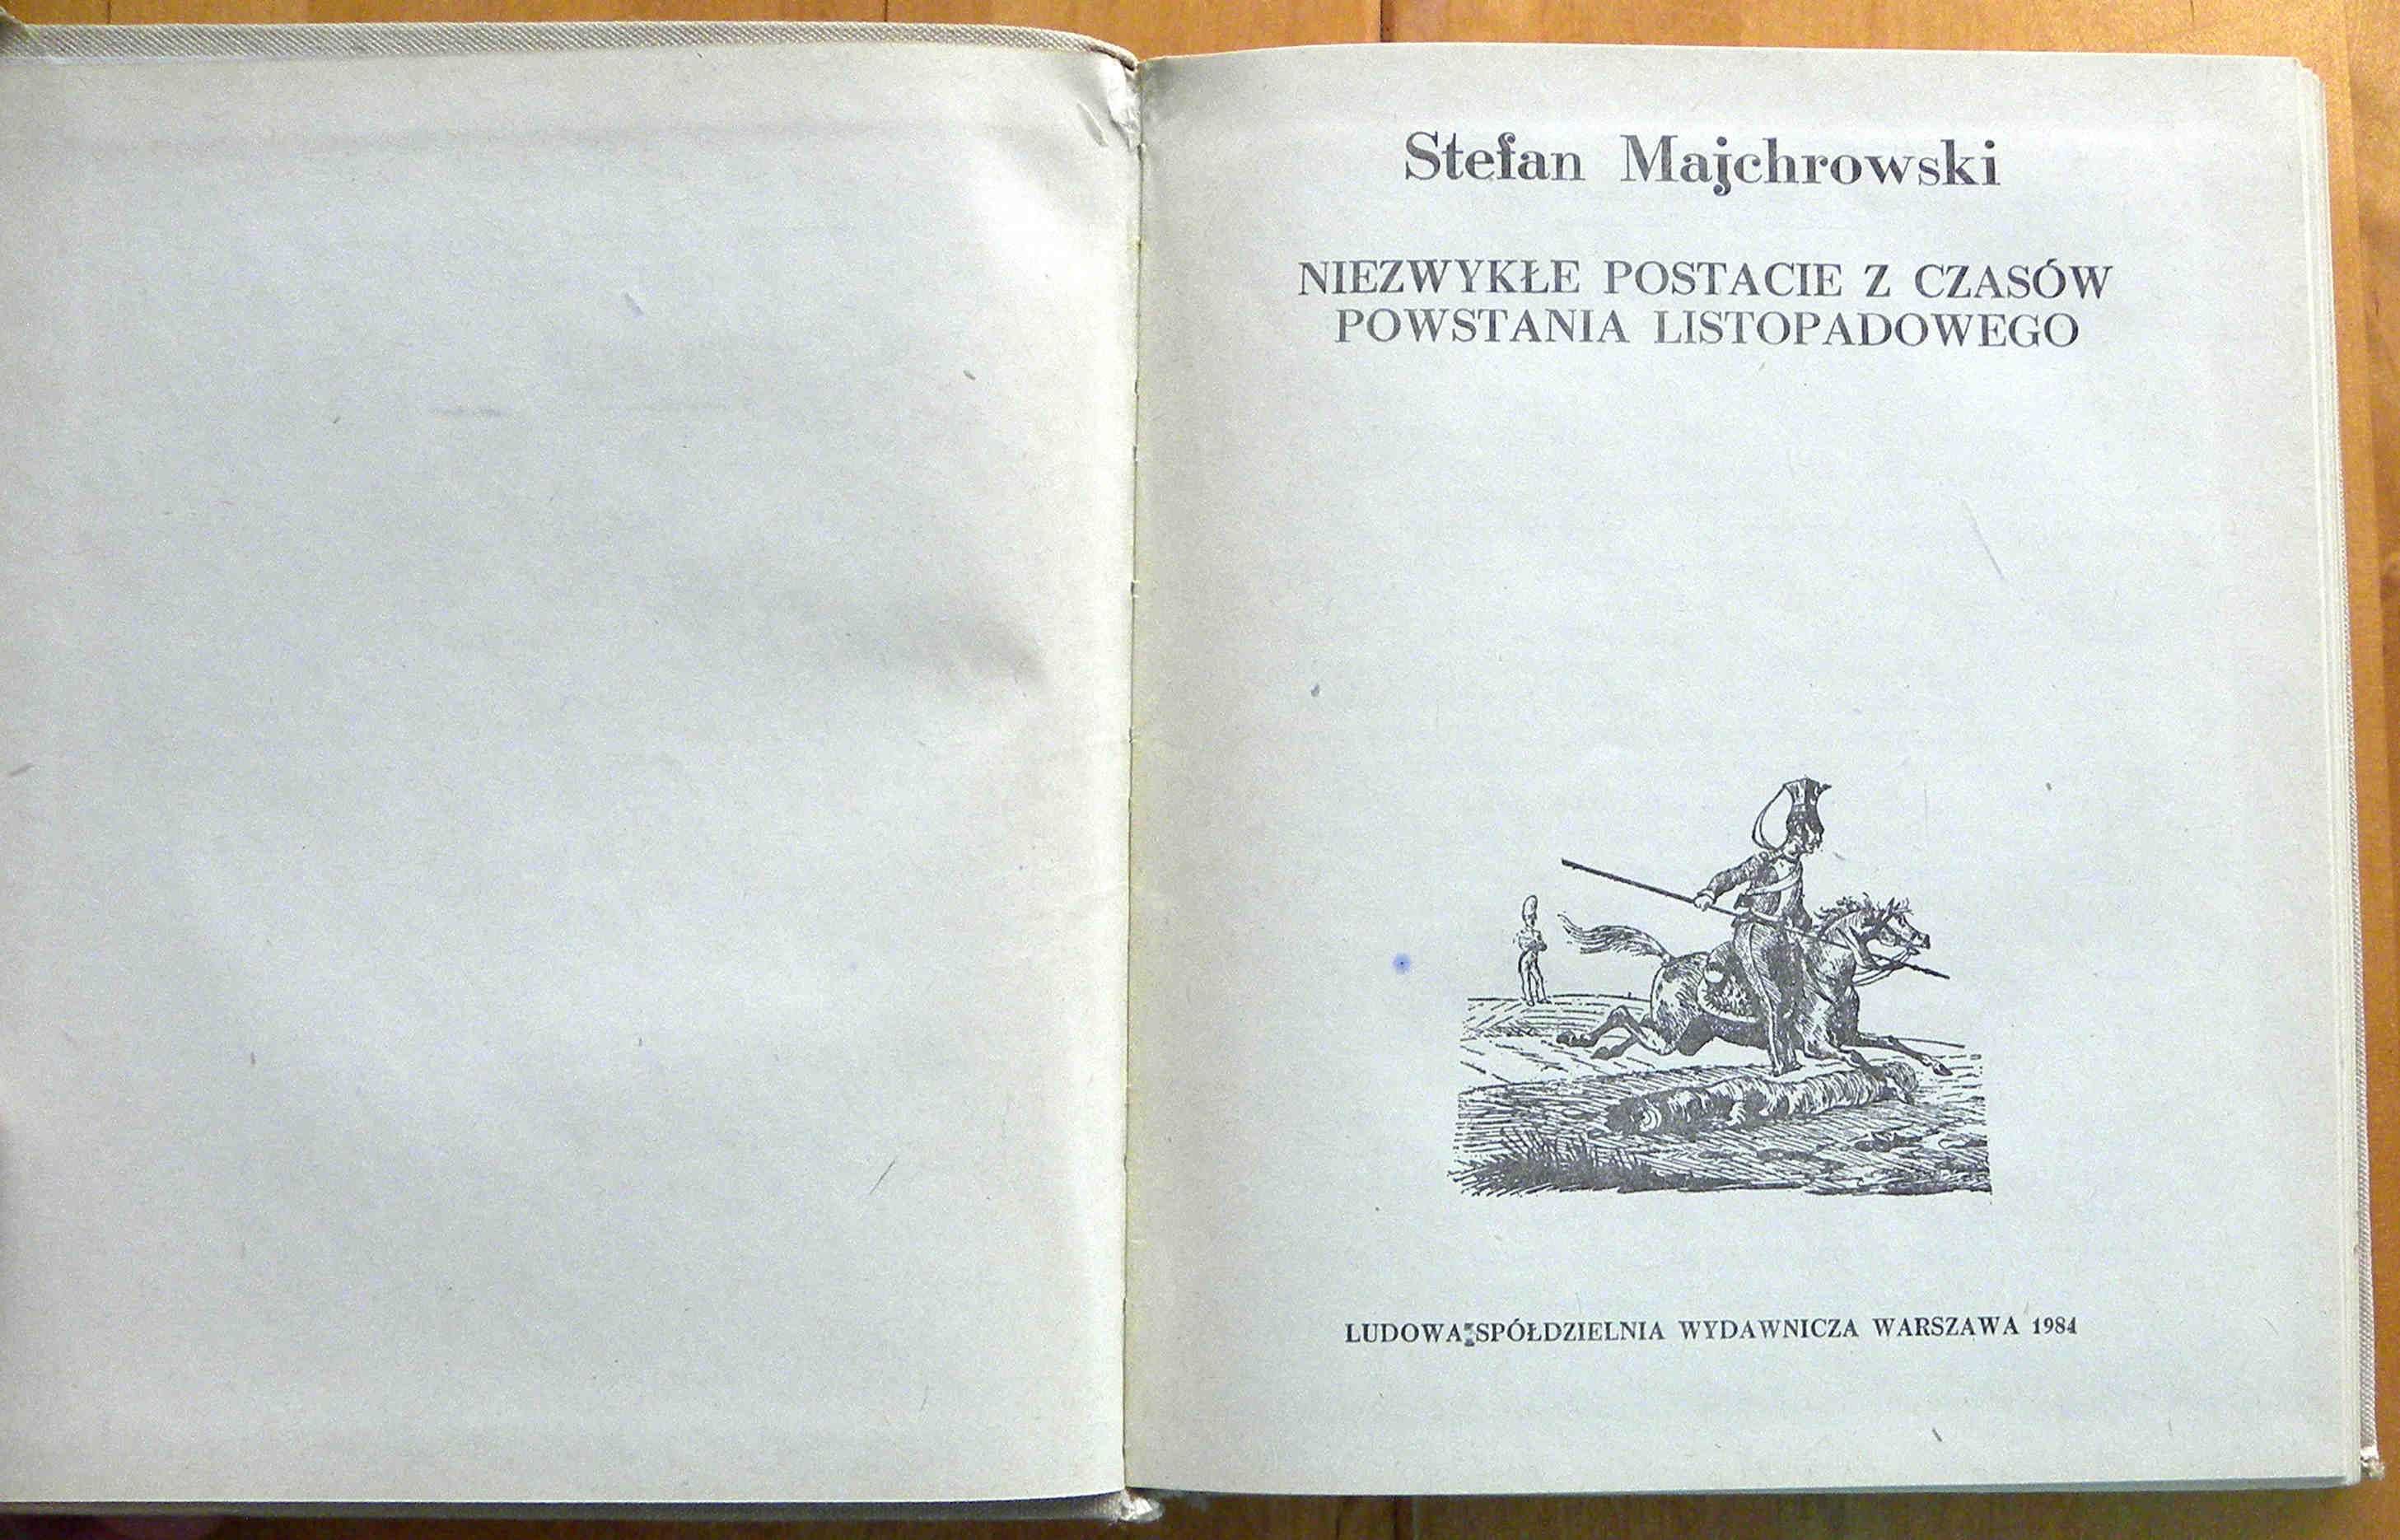 Stefan Majchrowski
NIEZWYKŁE POSTACIE Z CZASÓW
POWSTANIA LISTOPADOWEGO
LUDOWA SPÓŁDZIELNIA WYDAWNICZA WARSZAWA 1984